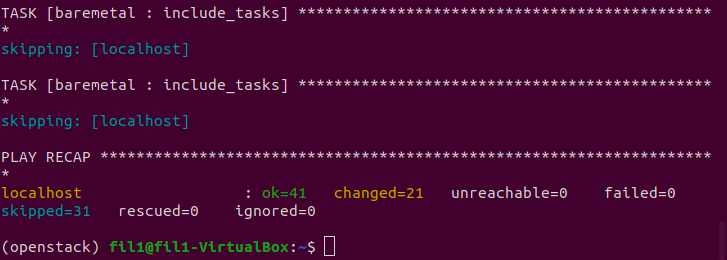 TASK [baremetal : include_tasks] **********************************************
*
skipping: [localhost]
TASK [baremetal : include_tasks] **********************************************
*
skipping: [localhost]
PLAY RECAP ********************************************************************
*
localhost                  : ok=41   changed=21   unreachable=0    failed=0
skipped=31   rescued=0    ignored=0
(openstack) fil1@fil1-VirtualBox:~$